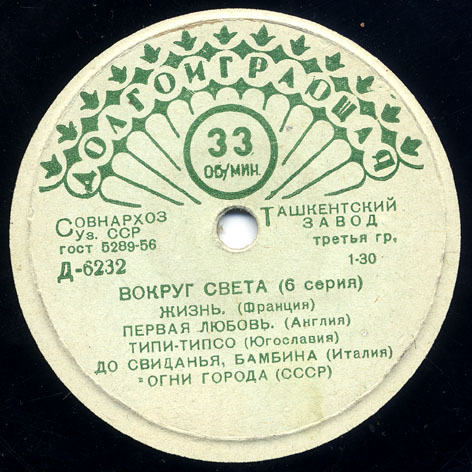 ДОЛГОИГРАЮЩАЯ
33
ОБ/МИН.
СОВНАРХОЗ
УЗ. ССР
ГОСТ 5289-56
Д-6232
ТАШКЕНТСКИЙ
ЗАВОД
ТРЕТЬЯ ГР,
1-30
ВОКРУГ СВЕТА (6 серия)
ЖИЗНЬ. (Франция)
ПЕРВАЯ ЛЮБОВЬ. (Англия)
ТИПИ-ТИПСО (Югославия)
ДО СВИДАНЬЯ, БАМБИНА (Италия)
ОГНИ ГОРОДА (СССР)